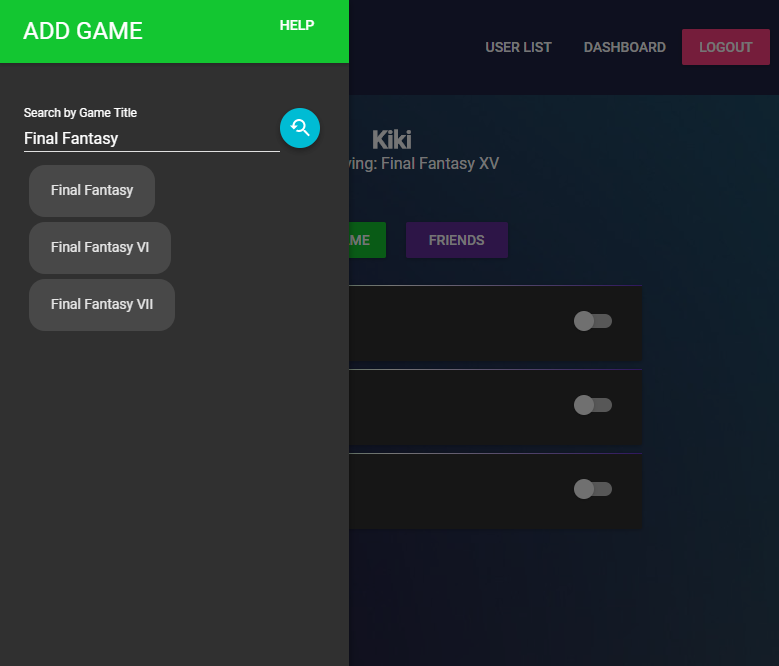 ADD GAME
HELP
USER LIST
DASHBOARD
LOGOUT
Search by Game Title
Final Fantasy
Final Fantasy
Final Fantasy VI
Final Fantasy VII
Kiki
ying: Final Fantasy XV
ME
FRIENDS